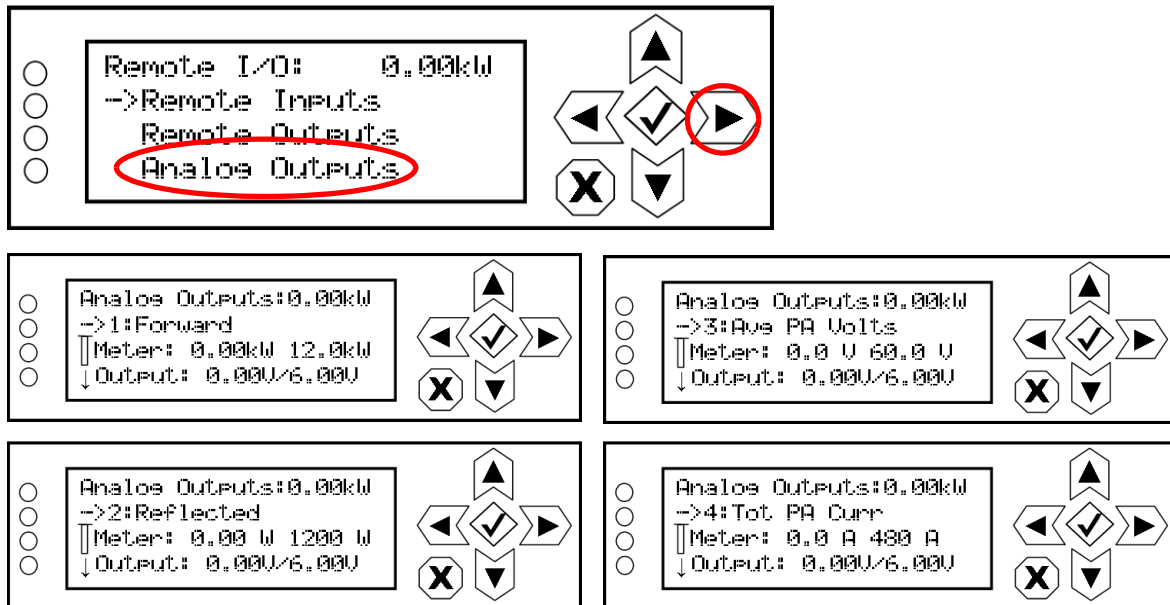 Remote I/O:    0.00kW
->Remote Inputs
Remote Outputs
Analog Outputs
X
Analog Outputs:0.00kW
->1:Forward
Meter: 0.00kW 12.0kW
↓Output: 0.00V/6.00V
X
Analog Outputs:0.00kW
->3:Ave PA Volts
Meter: 0.0 V 60.0 V
↓Output: 0.00V/6.00V
X
Analog Outputs:0.00kW
->2:Reflected
Meter: 0.00 W 1200 W
↓Output: 0.00V/6.00V
X
Analog Outputs:0.00kW
->4:Tot PA Curr
Meter: 0.0 A 480 A
↓Output: 0.00V/6.00V
X